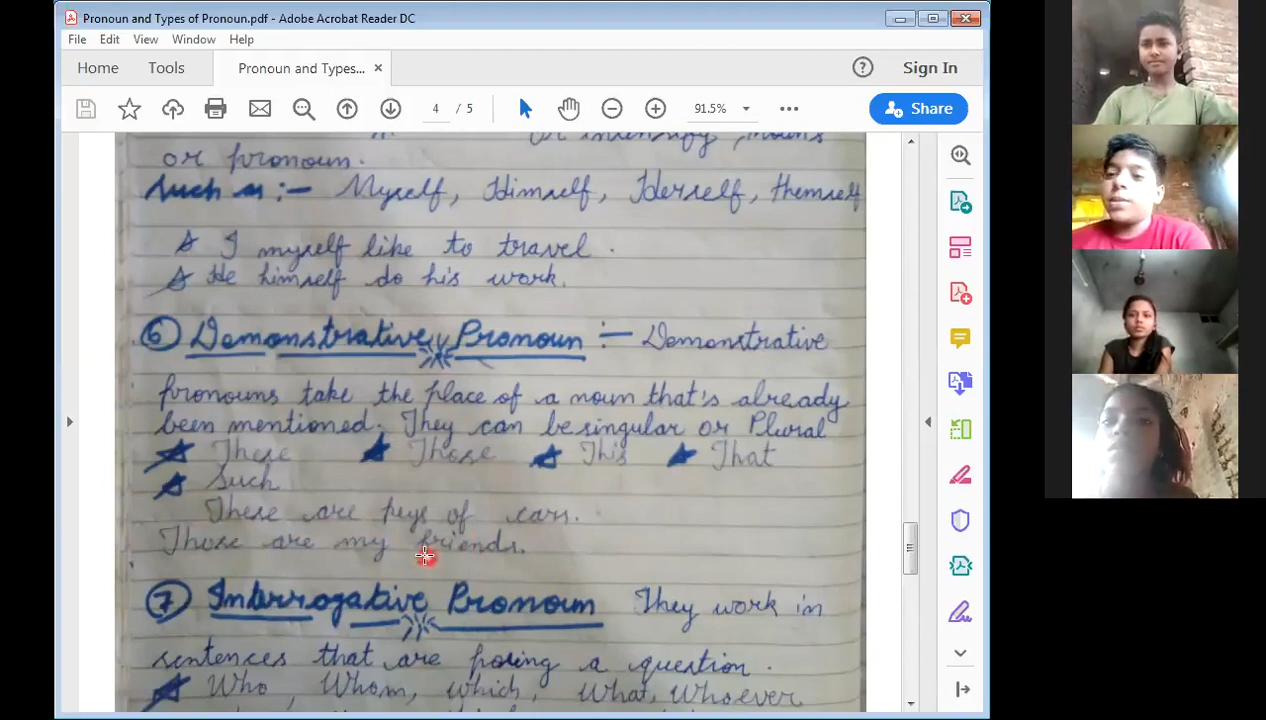 Pronoun and Types of Pronoun.pdf - Adobe Acrobat Reader DC
File Edit View Window Help
Home Tools Pronoun and Types... × Sign In
4 / 5 91.5% Share
or intensify, nouns
or pronoun.
Such as :- Myself, Himself, Herself, themself
I myself like to travel.
He himself do his work.
6 Demonstrative Pronoun :- Demonstrative
pronouns take the place of a noun that's already
been mentioned. They can be singular or Plural
These Those This That
Such
These are keys of cars.
Those are my friends.
7 Interrogative Pronoun They work in
sentences that are posing a question.
Who, Whom, which, What, Whoever